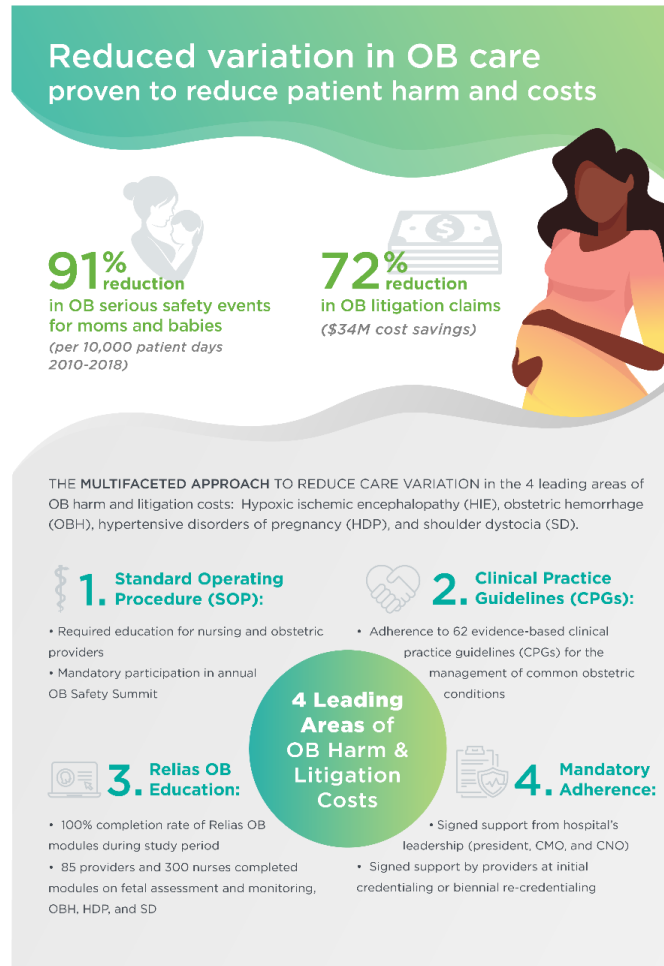 Reduced variation in OB care
proven to reduce patient harm and costs
91%
reduction
in OB serious safety events
for moms and babies
(per 10,000 patient days
2010-2018)
$
72%
reduction
in OB litigation claims
($34M cost savings)
THE MULTIFACETED APPROACH TO REDUCE CARE VARIATION in the 4 leading areas of
OB harm and litigation costs: Hypoxic ischemic encephalopathy (HIE), obstetric hemorrhage
(OBH), hypertensive disorders of pregnancy (HDP), and shoulder dystocia (SD).
1. Standard Operating
Procedure (SOP):
• Required education for nursing and obstetric
providers
• Mandatory participation in annual
OB Safety Summit
2. Clinical Practice
Guidelines (CPGs):
• Adherence to 62 evidence-based clinical
practice guidelines (CPGs) for the
management of common obstetric
conditions
4 Leading
Areas of
OB Harm &
Litigation
Costs
3. Relias OB
Education:
• 100% completion rate of Relias OB
modules during study period
• 85 providers and 300 nurses completed
modules on fetal assessment and monitoring,
OBH, HDP, and SD
4. Mandatory
Adherence:
• Signed support from hospital's
leadership (president, CMO, and CNO)
• Signed support by providers at initial
credentialing or biennial re-credentialing